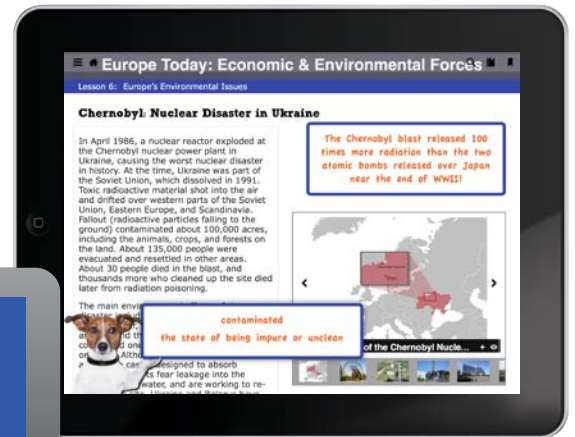 Europe Today: Economic & Environmental Forces
Lesson 6: Europe's Environmental Issues
Chernobyl: Nuclear Disaster in Ukraine
In April 1986, a nuclear reactor exploded at
the Chernobyl nuclear power plant in
Ukraine, causing the worst nuclear disaster
in history. At the time, Ukraine was part of
the Soviet Union, which dissolved in 1991.
Toxic radioactive material shot into the air
and drifted over western parts of the Soviet
Union, Eastern Europe, and Scandinavia.
Fallout (radioactive particles falling to the
ground) contaminated about 100,000 acres,
including the animals, crops, and forests on
the land. About 135,000 people were
evacuated and resettled in other areas.
About 30 people died in the blast, and
thousands more who cleaned up the site died
later from radiation poisoning.
The main
designed to absorb
fear leakage into the
water, and are working to re-
The Chernobyl blast released 100
times more radiation than the two
atomic bombs released over Japan
near the end of WWII!
contaminated
the state of being impure or unclean
of the Chernobyl Nucle...